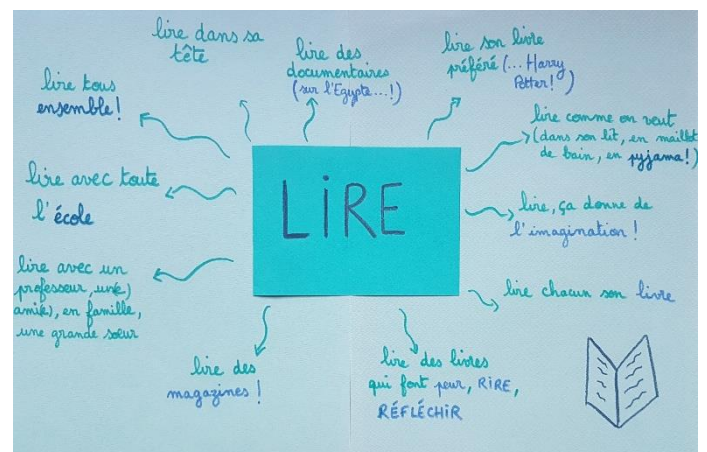 lire dans sa
tête
lire des
documentaires
(sur l'Egypte...!)
lire son livre
préféré (... Harry
Potter!)
lire tous
ensemble!
lire comme on veut
(dans son lit, en maillot
de bain, en pyjama!)
LiRE
lire avec toute
l'école
lire, ça donne de
l'imagination!
lire avec un
professeur, un(e)
ami(e), en famille,
une grande sœur
lire chacun son livre
lire des
magazines!
lire des livres
qui font peur, RiRE,
RÉFLÉCHiR